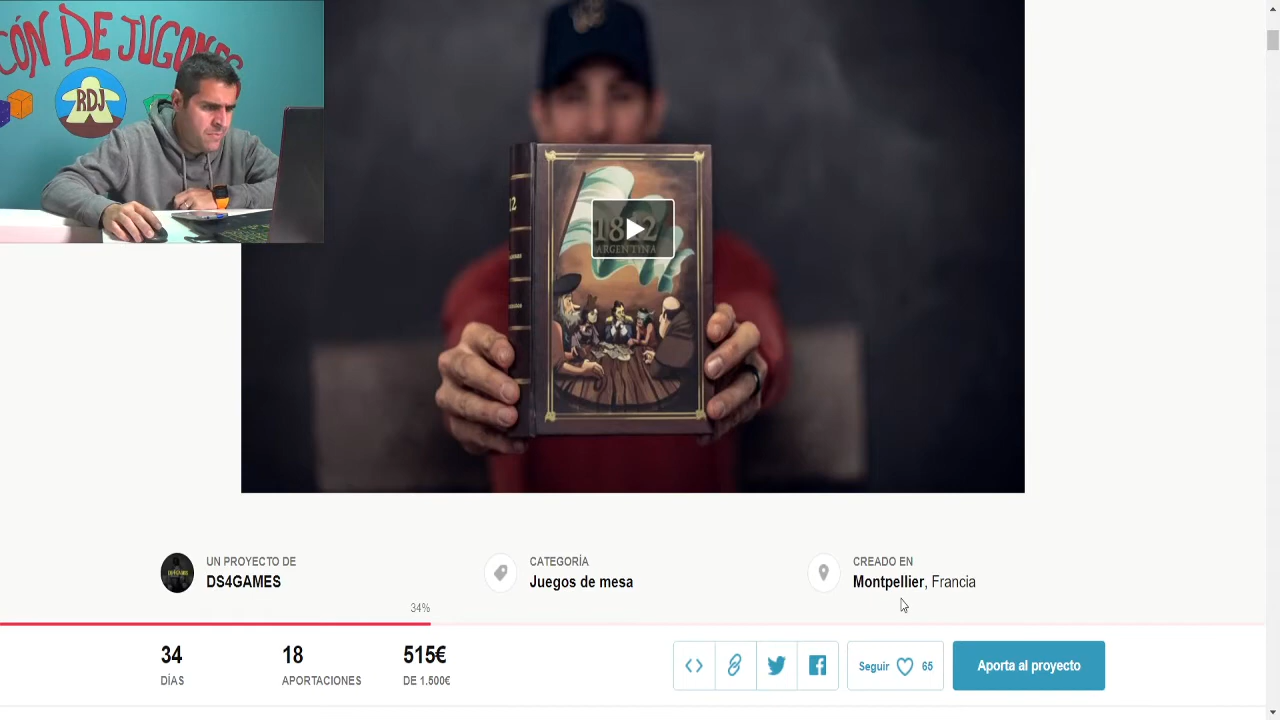 CÓN DE JUGONES
RDJ
1822
ARGENTINA
UN PROYECTO DE
DS4GAMES
CATEGORÍA
Juegos de mesa
CREADO EN
Montpellier, Francia
34%
34
DÍAS
18
APORTACIONES
515€
DE 1.500€
Seguir 65
Aporta al proyecto